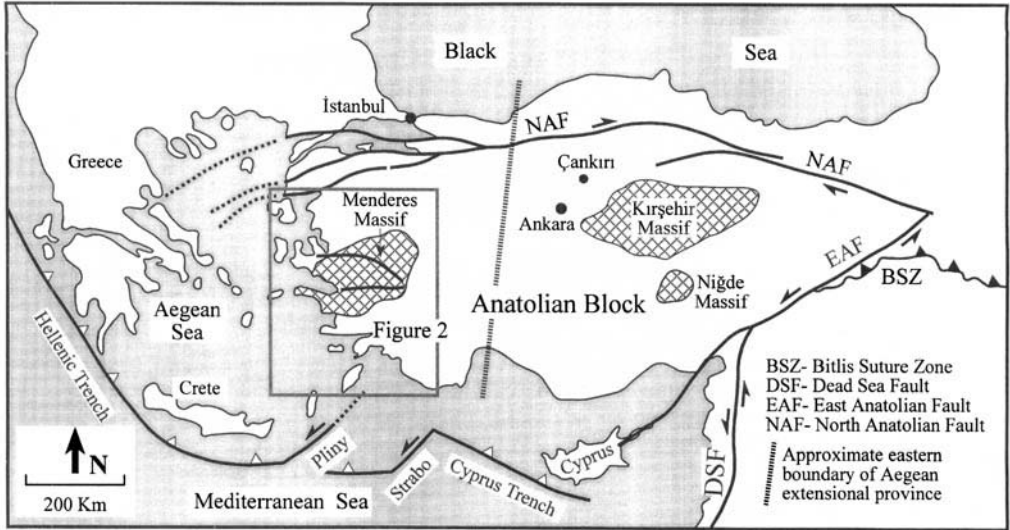 Black
Sea
İstanbul
NAF
Greece
Çankırı
NAF
Menderes
Massif
Ankara
Kırşehir
Massif
EAF
BSZ
Niğde
Massif
Aegean
Sea
Anatolian Block
Figure 2
Hellenic Trench
Crete
BSZ- Bitlis Suture Zone
DSF- Dead Sea Fault
EAF- East Anatolian Fault
NAF- North Anatolian Fault
Approximate eastern
boundary of Aegean
extensional province
N
200 Km
Pliny
Strabo
Cyprus Trench
Cyprus
DSF
Mediterranean Sea